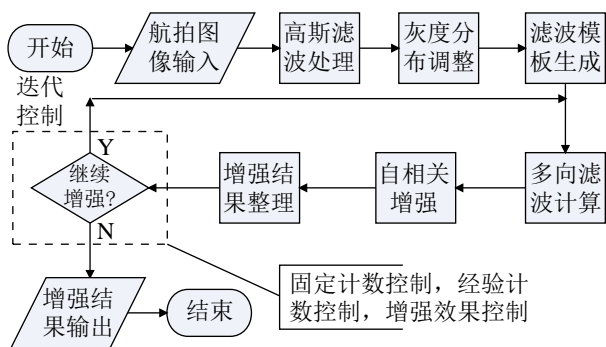 开始
航拍图
像输入
高斯滤
波处理
灰度分
布调整
滤波模
板生成
迭代
控制
Y
继续
增强?
N
增强结
果整理
自相关
增强
多向滤
波计算
增强结
果输出
结束
固定计数控制，经验计
数控制，增强效果控制